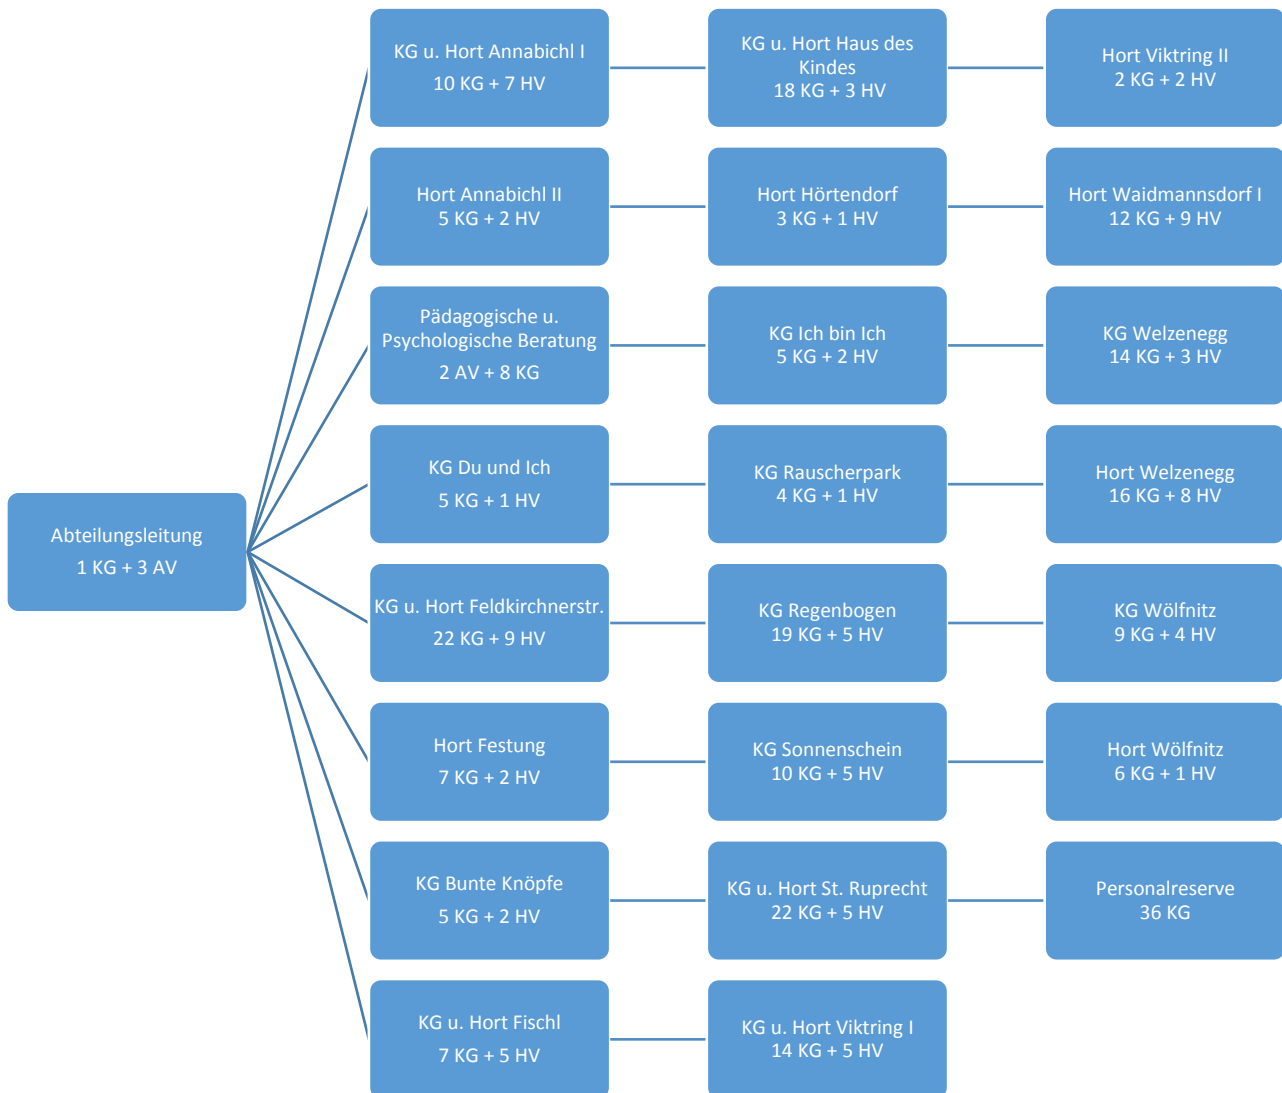 KG u. Hort Annabichl I
10 KG + 7 HV
KG u. Hort Haus des
Kindes
18 KG + 3 HV
Hort Viktring II
2 KG + 2 HV
Hort Annabichl II
5 KG + 2 HV
Hort Hörtendorf
3 KG + 1 HV
Hort Waidmannsdorf I
12 KG + 9 HV
Pädagogische u.
Psychologische Beratung
2 AV + 8 KG
KG Ich bin Ich
5 KG + 2 HV
KG Welzenegg
14 KG + 3 HV
KG Du und Ich
5 KG + 1 HV
KG Rauscherpark
4 KG + 1 HV
Hort Welzenegg
16 KG + 8 HV
Abteilungsleitung
1 KG + 3 AV
KG u. Hort Feldkirchnerstr.
22 KG + 9 HV
KG Regenbogen
19 KG + 5 HV
KG Wölfnitz
9 KG + 4 HV
Hort Festung
7 KG + 2 HV
KG Sonnenschein
10 KG + 5 HV
Hort Wölfnitz
6 KG + 1 HV
KG Bunte Knöpfe
5 KG + 2 HV
KG u. Hort St. Ruprecht
22 KG + 5 HV
Personalreserve
36 KG
KG u. Hort Fischl
7 KG + 5 HV
KG u. Hort Viktring I
14 KG + 5 HV